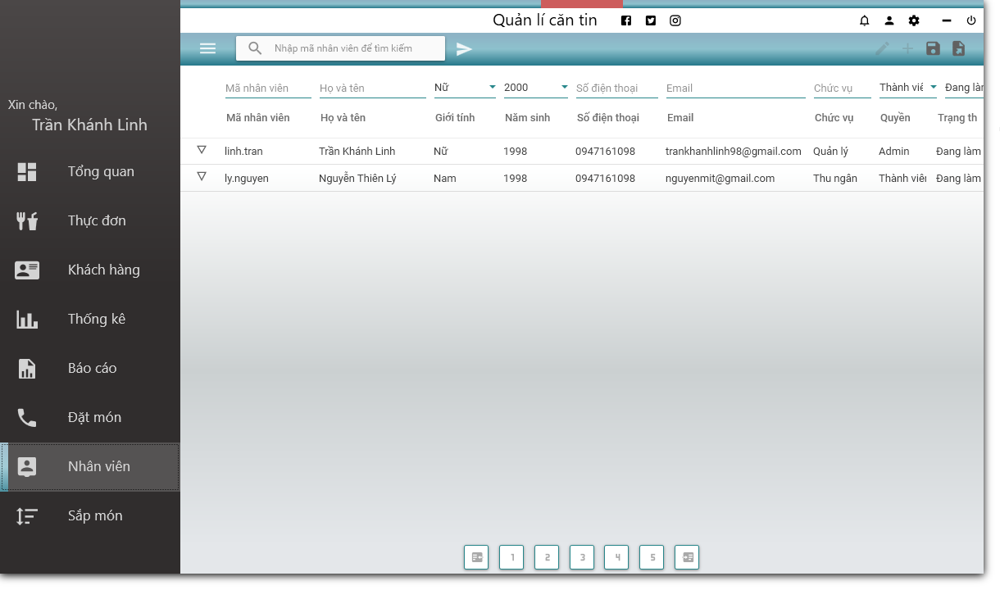 Quản lí căn tin
Nhập mã nhân viên để tìm kiếm
Xin chào,
Trần Khánh Linh
Tổng quan
Thực đơn
Khách hàng
Thống kê
Báo cáo
Đặt món
Nhân viên
Sắp món
Mã nhân viên Họ và tên Nữ 2000 Số điện thoại Email Chức vụ Thành viê Đang làr
Mã nhân viên Họ và tên Giới tính Năm sinh Số điện thoại Email Chức vụ Quyền Trạng th
linh.tran Trần Khánh Linh Nữ 1998 0947161098 trankhanhlinh98@gmail.com Quản lý Admin Đang làm
ly.nguyen Nguyễn Thiên Lý Nam 1998 0947161098 nguyenmit@gmail.com Thu ngân Thành viên Đang làm
1 2 3 4 5